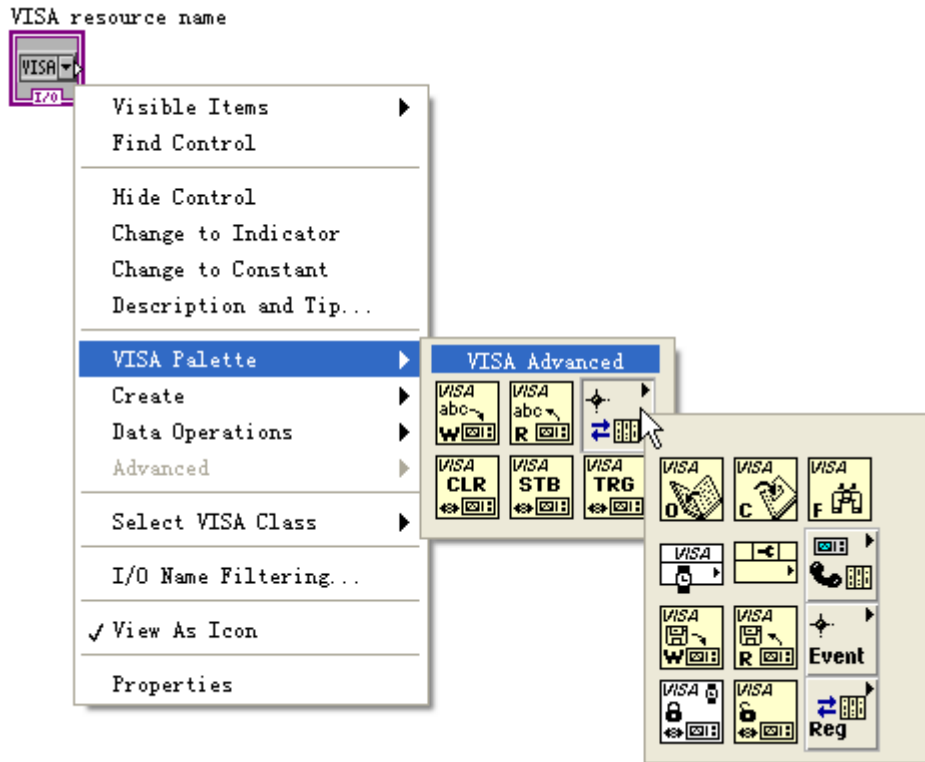 VISA resource name
VISA
I/O
Visible Items
Find Control
Hide Control
Change to Indicator
Change to Constant
Description and Tip...
VISA Palette
Create
Data Operations
Advanced
Select VISA Class
I/O Name Filtering...
View As Icon
Properties
VISA Advanced
VISA abc W
VISA abc R
VISA CLR
VISA STB
VISA TRG
VISA O
VISA C
VISA F
VISA
VISA W
VISA R
Event
VISA
VISA
Reg